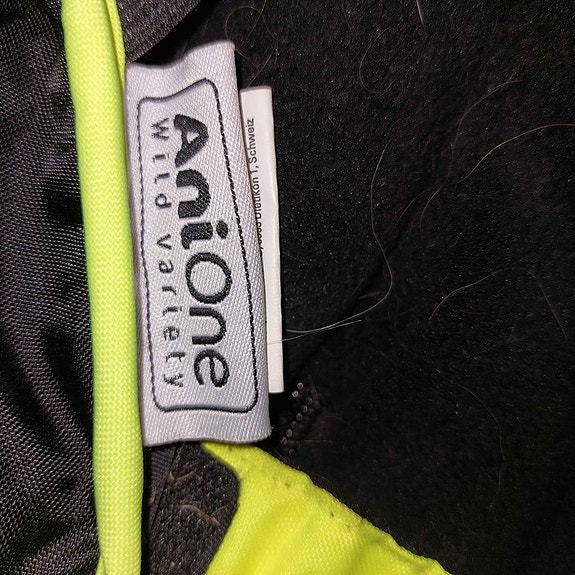 AniOne
Wild variety
Dietikon 1, Schweiz